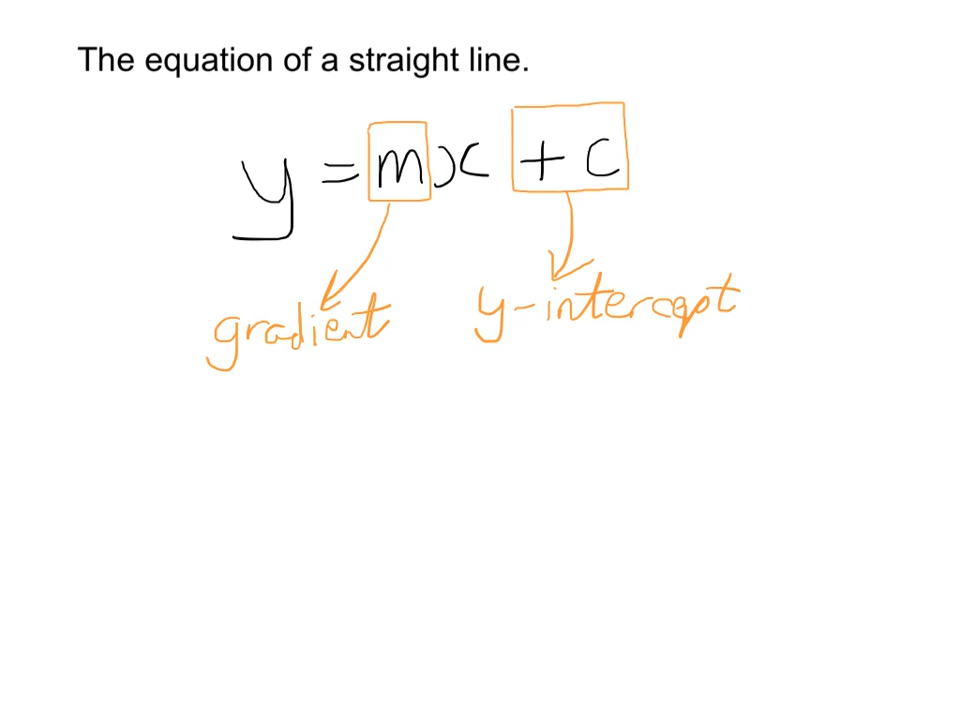 The equation of a straight line.
y = mx + c
gradient y-intercept